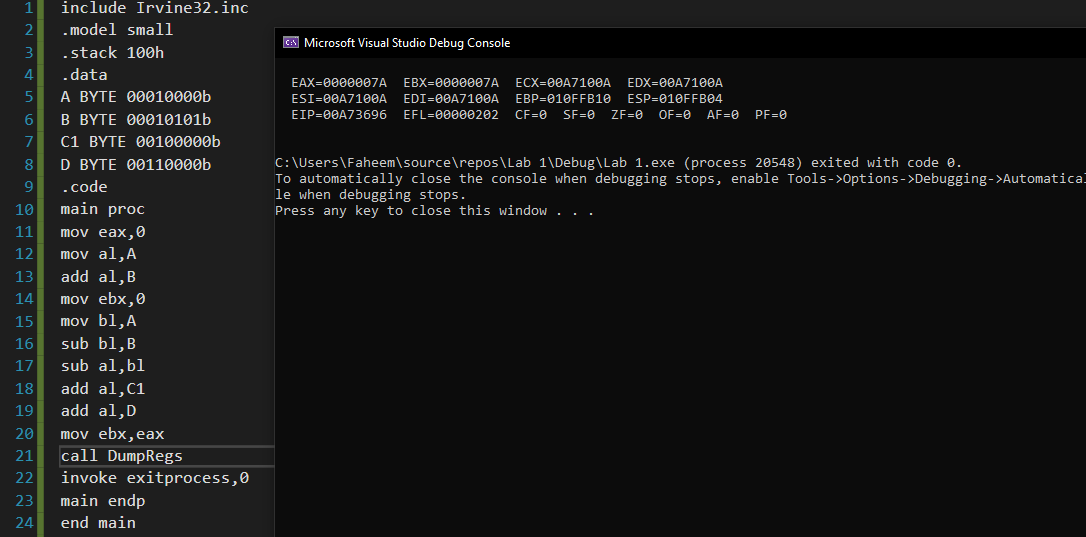 1 include Irvine32.inc
2 .model small
3 .stack 100h
4 .data
5 A BYTE 00010000b
6 B BYTE 00010101b
7 C1 BYTE 00100000b
8 D BYTE 00110000b
9 .code
10 main proc
11 mov eax,0
12 mov al,A
13 add al,B
14 mov ebx,0
15 mov bl,A
16 sub bl,B
17 sub al,bl
18 add al,C1
19 add al,D
20 mov ebx,eax
21 call DumpRegs
22 invoke exitprocess,0
23 main endp
24 end main
C:\ Microsoft Visual Studio Debug Console
EAX=0000007A EBX=0000007A ECX=00A7100A EDX=00A7100A
ESI=00A7100A EDI=00A7100A EBP=010FFB10 ESP=010FFB04
EIP=00A73696 EFL=00000202 CF=0 SF=0 ZF=0 OF=0 AF=0 PF=0
C:\Users\Faheem\source\repos\Lab 1\Debug\Lab 1.exe (process 20548) exited with code 0.
To automatically close the console when debugging stops, enable Tools->Options->Debugging->Automatical
le when debugging stops.
Press any key to close this window . . .